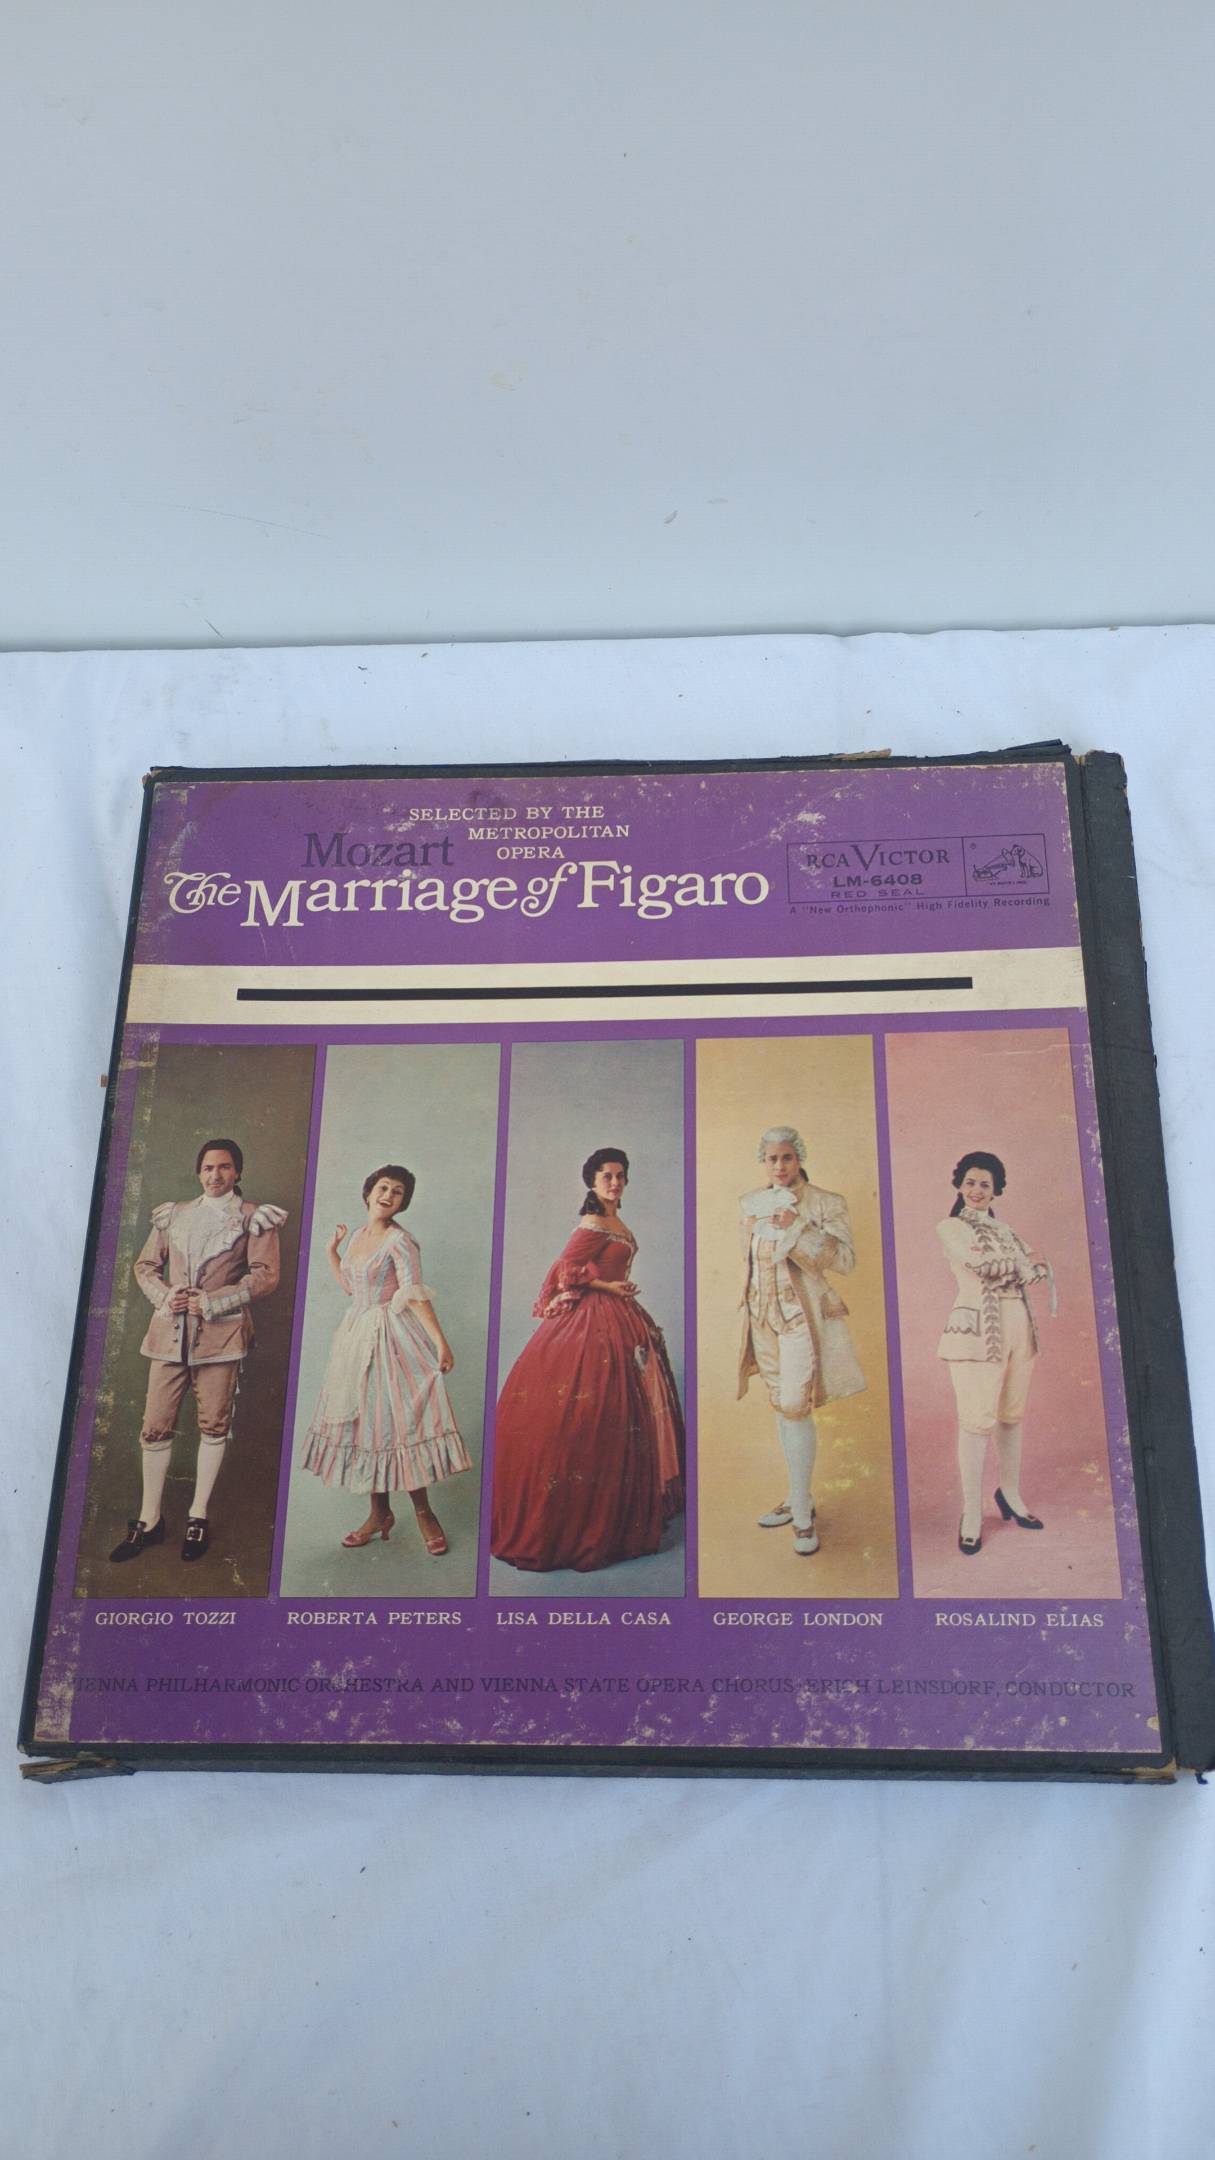 SELECTED BY THE
METROPOLITAN
OPERA
Mozart
The Marriage of Figaro
RCA VICTOR
LM-6408
RED SEAL
A "New Orthophonic" High Fidelity Recording
GIORGIO TOZZI
ROBERTA PETERS
LISA DELLA CASA
GEORGE LONDON
ROSALIND ELIAS
VIENNA PHILHARMONIC ORCHESTRA AND VIENNA STATE OPERA CHORUS · ERICH LEINSDORF, CONDUCTOR